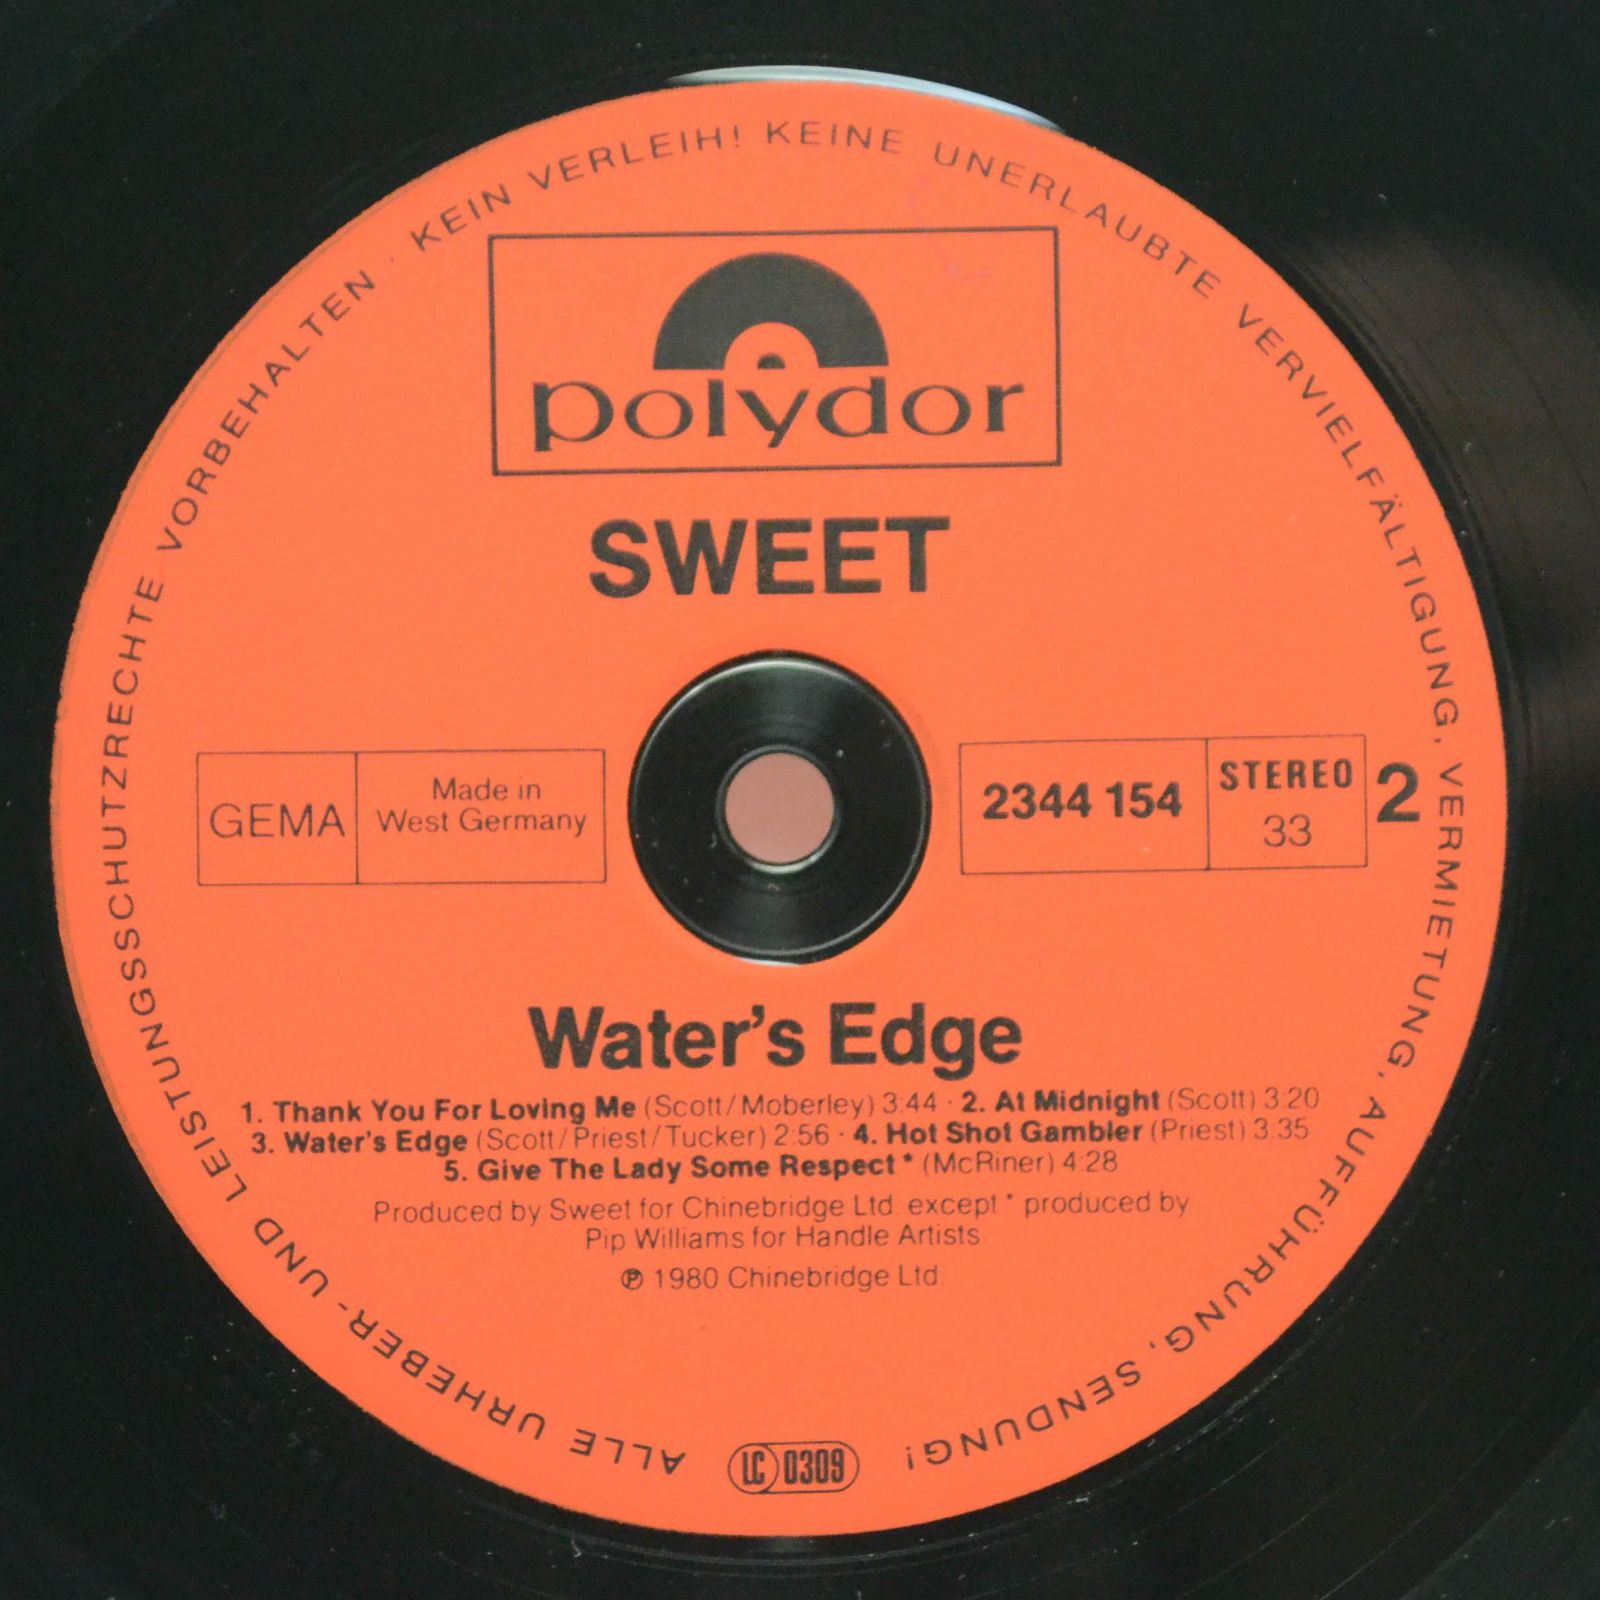 ALLE URHEBER- UND LEISTUNGSSCHUTZRECHTE VORBEHALTEN · KEIN VERLEIH! KEINE UNERLAUBTE VERVIELFÄLTIGUNG, VERMIETUNG, AUFFÜHRUNG, SENDUNG!
polydor
SWEET
GEMA
Made in
West Germany
2344 154
STEREO
33
2
Water's Edge
1. Thank You For Loving Me (Scott/Moberley) 3:44 · 2. At Midnight (Scott) 3:20
3. Water's Edge (Scott/Priest/Tucker) 2:56 · 4. Hot Shot Gambler (Priest) 3:35
5. Give The Lady Some Respect* (McRiner) 4:28
Produced by Sweet for Chinebridge Ltd. except * produced by
Pip Williams for Handle Artists
℗ 1980 Chinebridge Ltd.
LC 0309